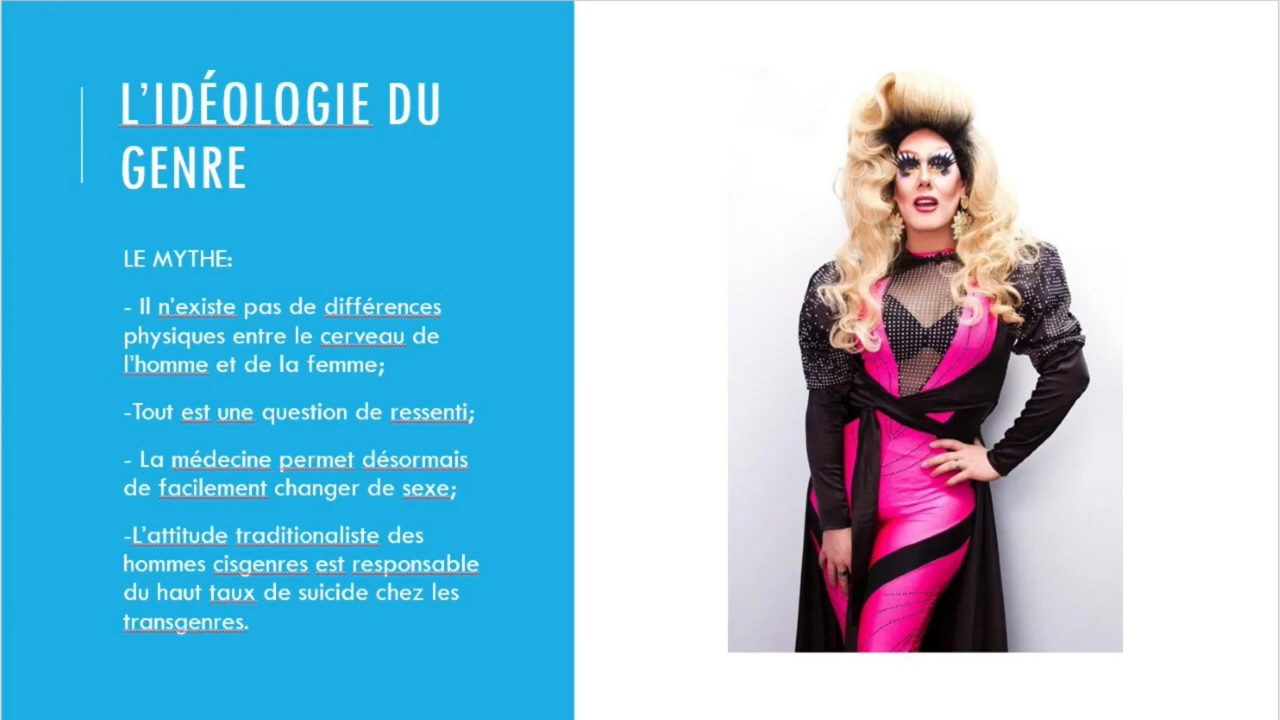 L'IDÉOLOGIE DU
GENRE
LE MYTHE:
- Il n'existe pas de différences
physiques entre le cerveau de
l'homme et de la femme;
-Tout est une question de ressenti;
- La médecine permet désormais
de facilement changer de sexe;
-L'attitude traditionaliste des
hommes cisgenres est responsable
du haut taux de suicide chez les
transgenres.